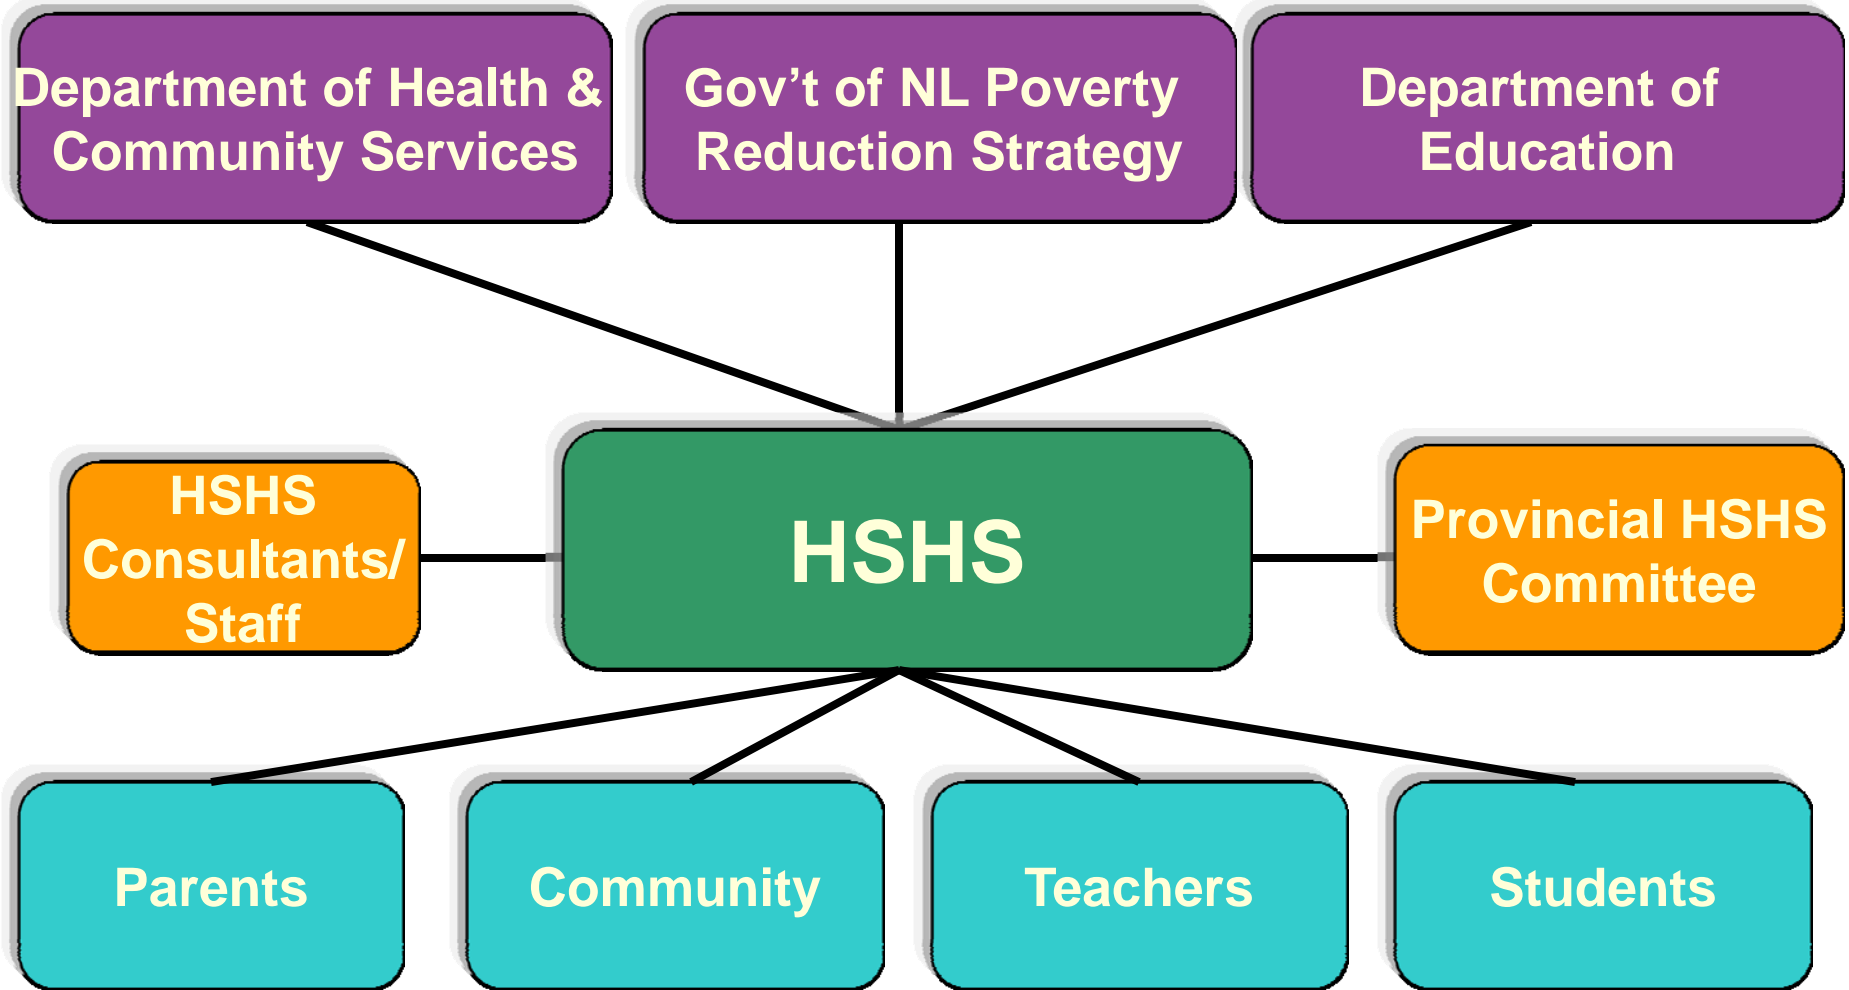 Department of Health &
Community Services
Gov’t of NL Poverty
Reduction Strategy
Department of
Education
HSHS
Consultants/
Staff
HSHS
Provincial HSHS
Committee
Parents
Community
Teachers
Students